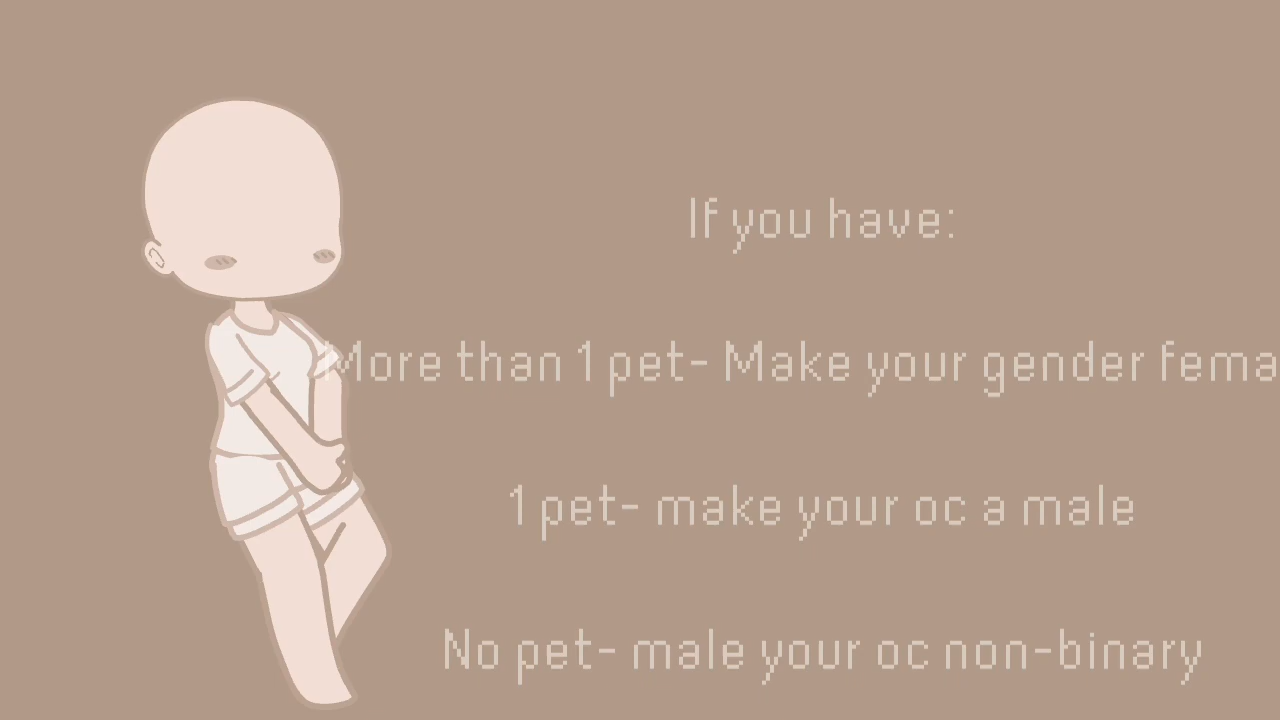 If you have:
More than 1 pet- Make your gender fema
1 pet- make your oc a male
No pet- male your oc non-binary